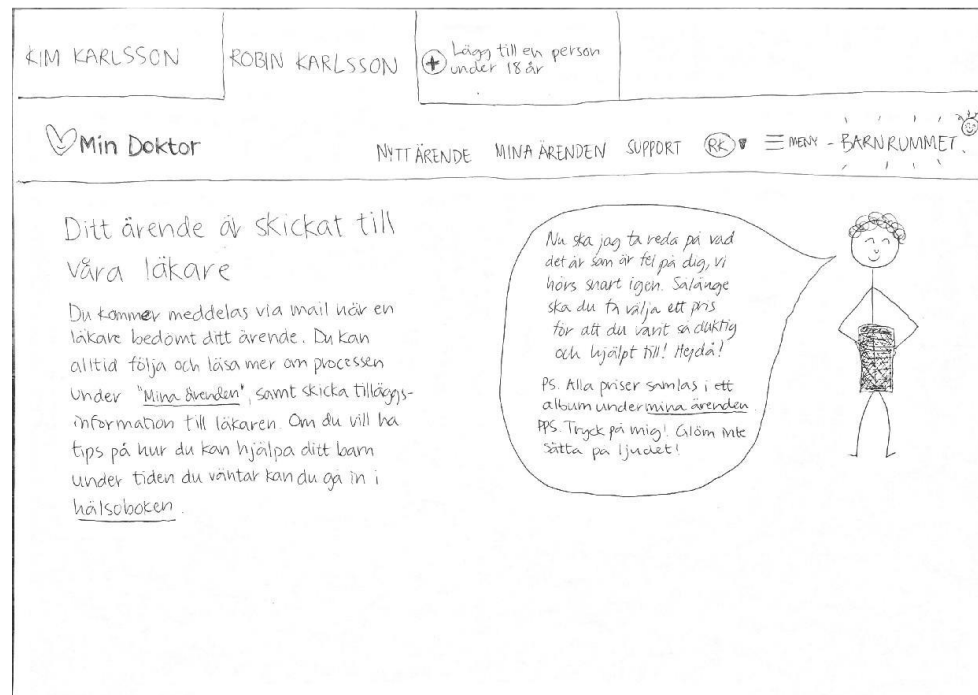 KIM KARLSSON
ROBIN KARLSSON
+ Lägg till en person
under 18 år
Min Doktor
NYTT ÄRENDE
MINA ÄRENDEN
SUPPORT
RK
MENY
- BARNRUMMET
Ditt ärende är skickat till
våra läkare
Du kommer meddelas via mail när en
läkare bedömt ditt ärende. Du kan
alltid följa och läsa mer om processen
under "Mina ärenden", samt skicka tilläggs-
information till läkaren. Om du vill ha
tips på hur du kan hjälpa ditt barn
under tiden du väntar kan du gå in i
hälsoboken.
Nu ska jag ta reda på vad
det är som är fel på dig, vi
hörs snart igen. Sålänge
ska du få välja ett pris
för att du varit så duktig
och hjälpt till! Hejdå!
PS. Alla priser samlas i ett
album under mina ärenden
PPS. Tryck på mig! Glöm inte
sätta på ljudet!